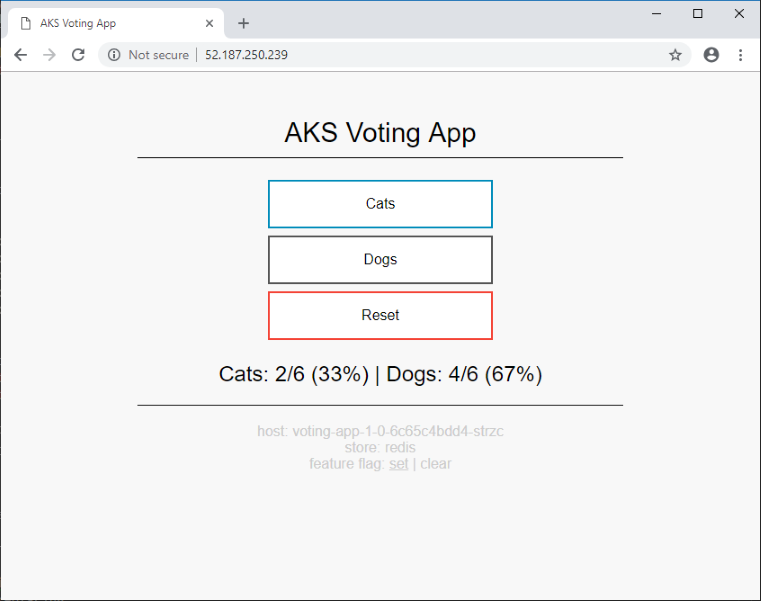 AKS Voting App
Not secure | 52.187.250.239
AKS Voting App
Cats
Dogs
Reset
Cats: 2/6 (33%) | Dogs: 4/6 (67%)
host: voting-app-1-0-6c65c4bdd4-strzc
store: redis
feature flag: set | clear